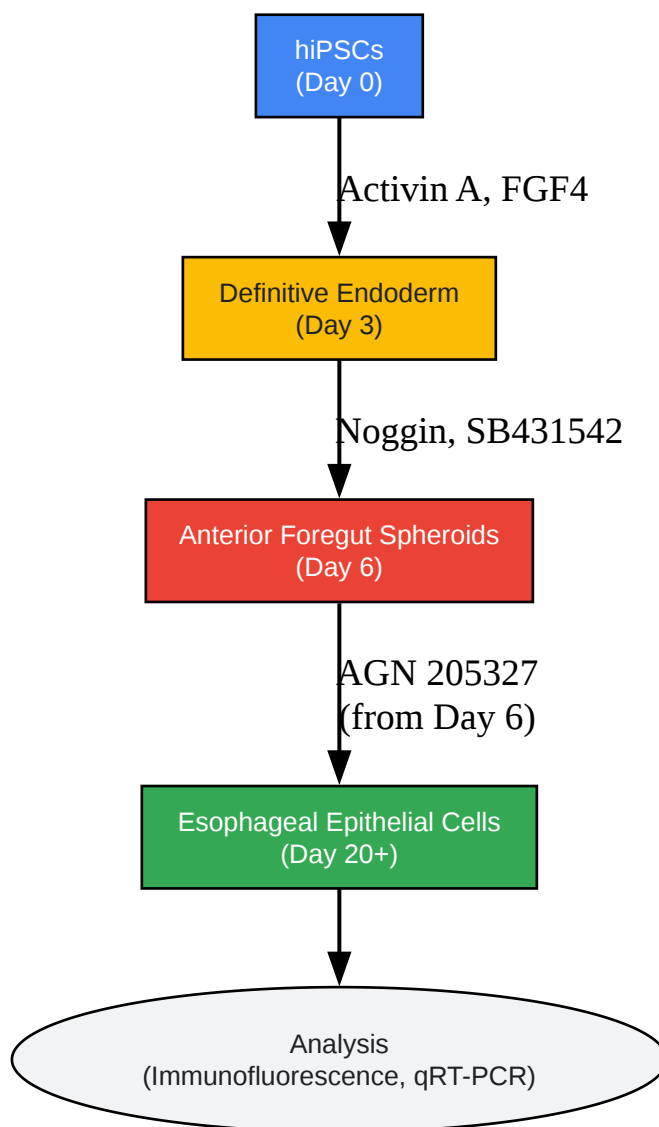 hiPSCs
(Day 0)
Activin A, FGF4
Definitive Endoderm
(Day 3)
Noggin, SB431542
Anterior Foregut Spheroids
(Day 6)
AGN 205327
(from Day 6)
Esophageal Epithelial Cells
(Day 20+)
Analysis
(Immunofluorescence, qRT-PCR)